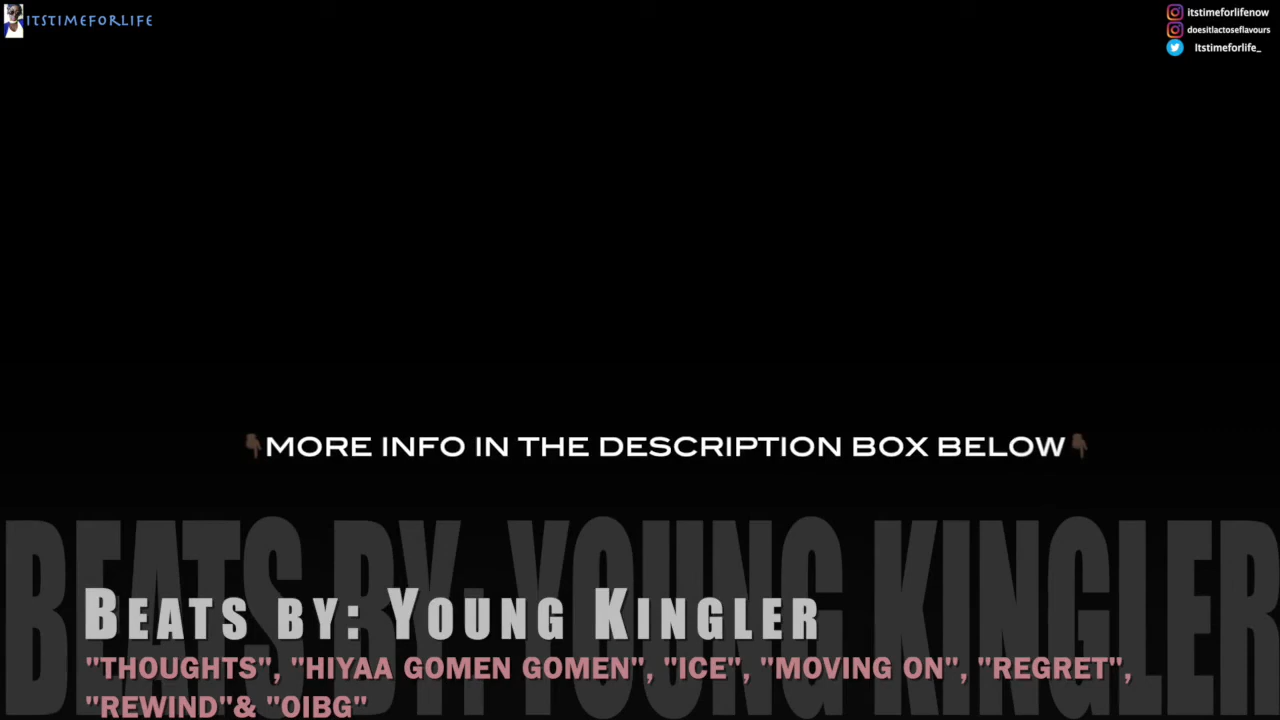 ITSTIMEFORLIFE
itstimeforlifenow
doesitlactoseflavours
Itstimeforlife_
MORE INFO IN THE DESCRIPTION BOX BELOW
BEATS BY: YOUNG KINGLER
BEATS BY: YOUNG KINGLER
"THOUGHTS", "HIYAA GOMEN GOMEN", "ICE", "MOVING ON", "REGRET",
"REWIND"& "OIBG"